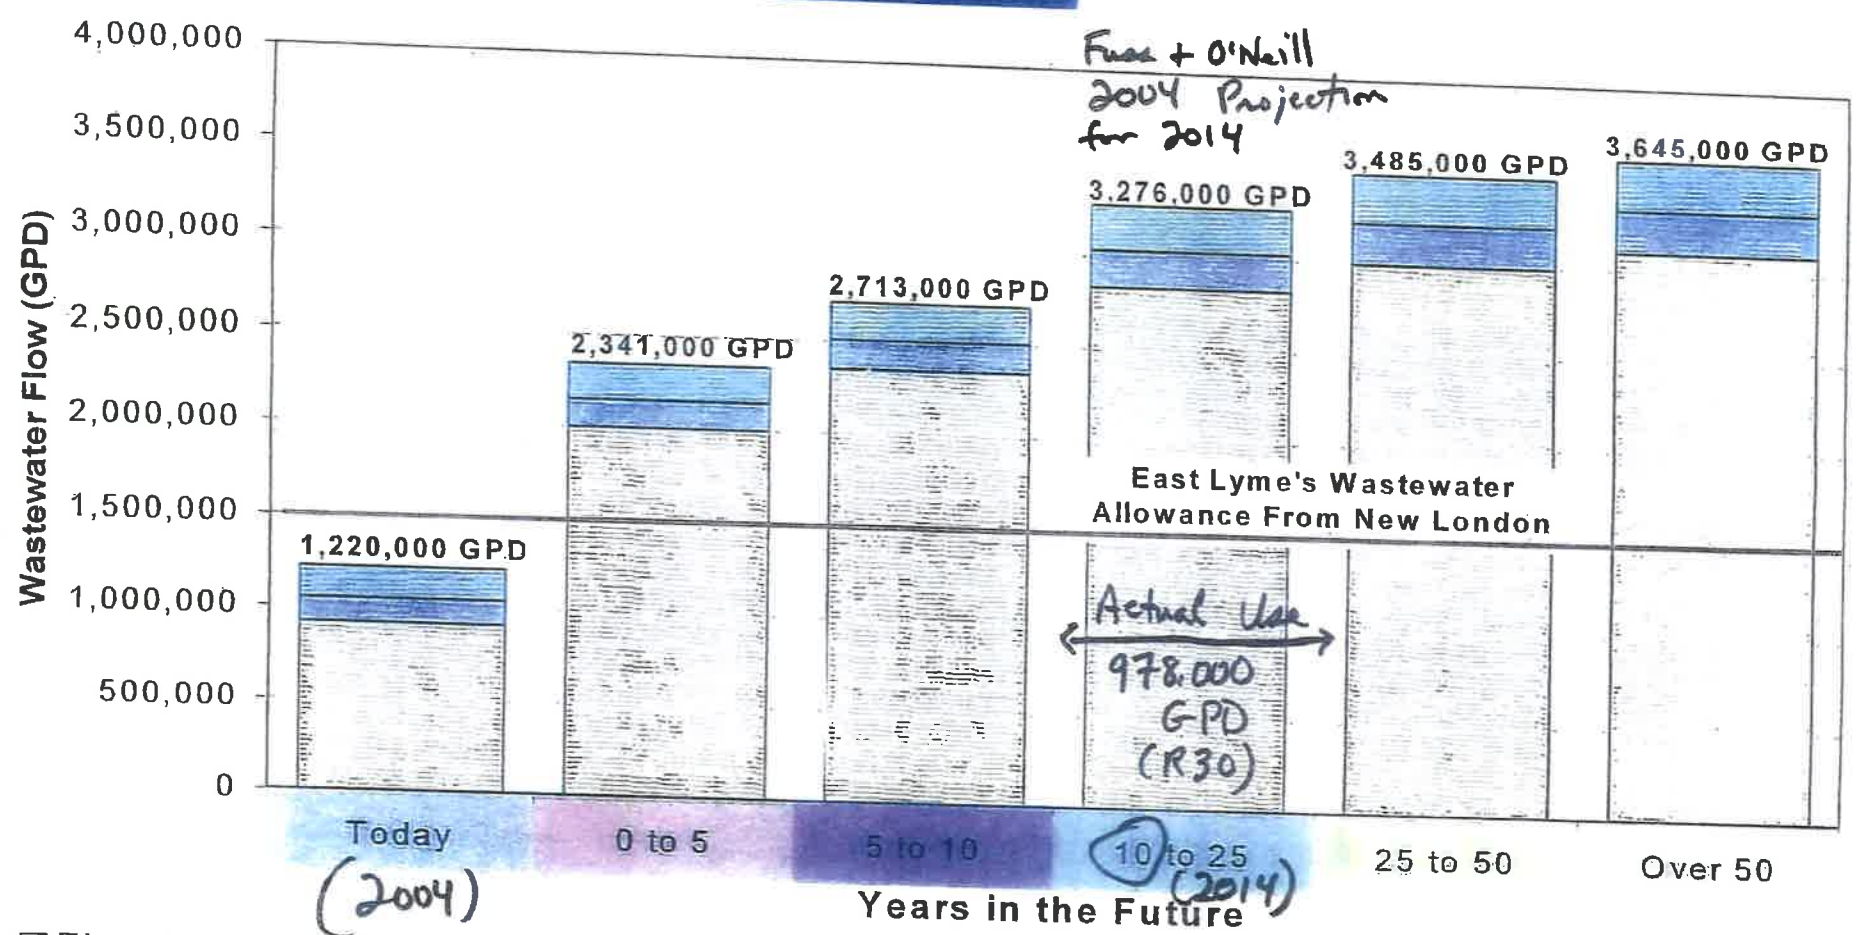 4,000,000
3,500,000
3,000,000
2,500,000
2,000,000
1,500,000
1,000,000
500,000
0
Wastewater Flow (GPD)
Fuss + O'Neill
2004 Projection
for 2014
1,220,000 GPD
2,341,000 GPD
2,713,000 GPD
3.276.000 GPD
3,485,000 GPD
3,645,000 GPD
East Lyme's Wastewater
Allowance From New London
Actual Use
978.000
GPD
(R30)
Today
0 to 5
5 to 10
10 to 25
25 to 50
Over 50
(2004)
(2014)
Years in the Future